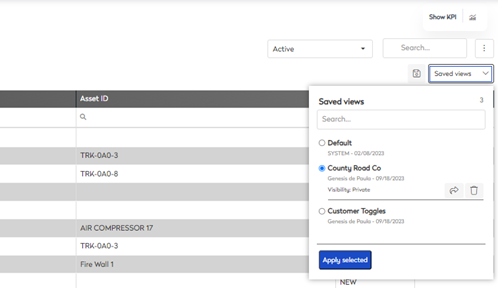 Show KPI
Active
Search...
Saved views
Asset ID
Saved views 3
Search...
Default
SYSTEM - 02/08/2023
TRK-0A0-3
County Road Co
TRK-0A0-8
Genesis de Paula - 09/18/2023
Visibility: Private
Customer Toggles
Genesis de Paula - 09/18/2023
AIR COMPRESSOR 17
TRK-0A0-3
Fire Wall 1
Apply selected
NEW